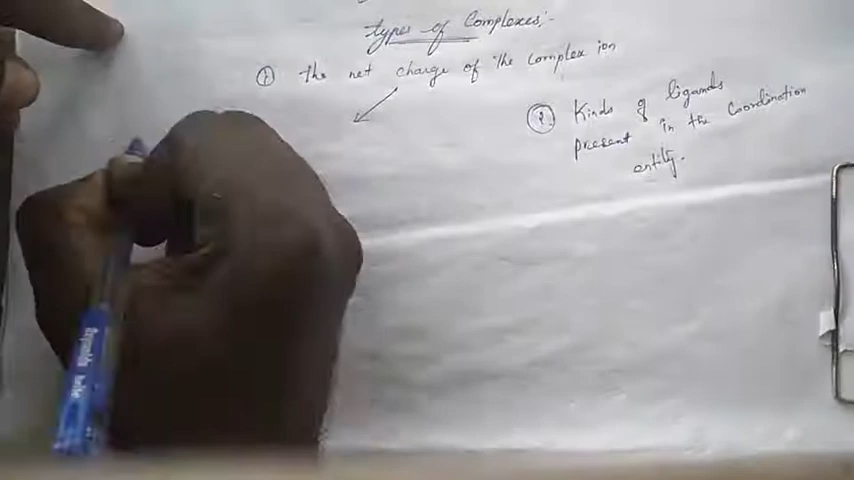 types of Complexes:-
① the net charge of the complex ion
② Kinds of ligands
present in the Coordination
entity.
Reynolds